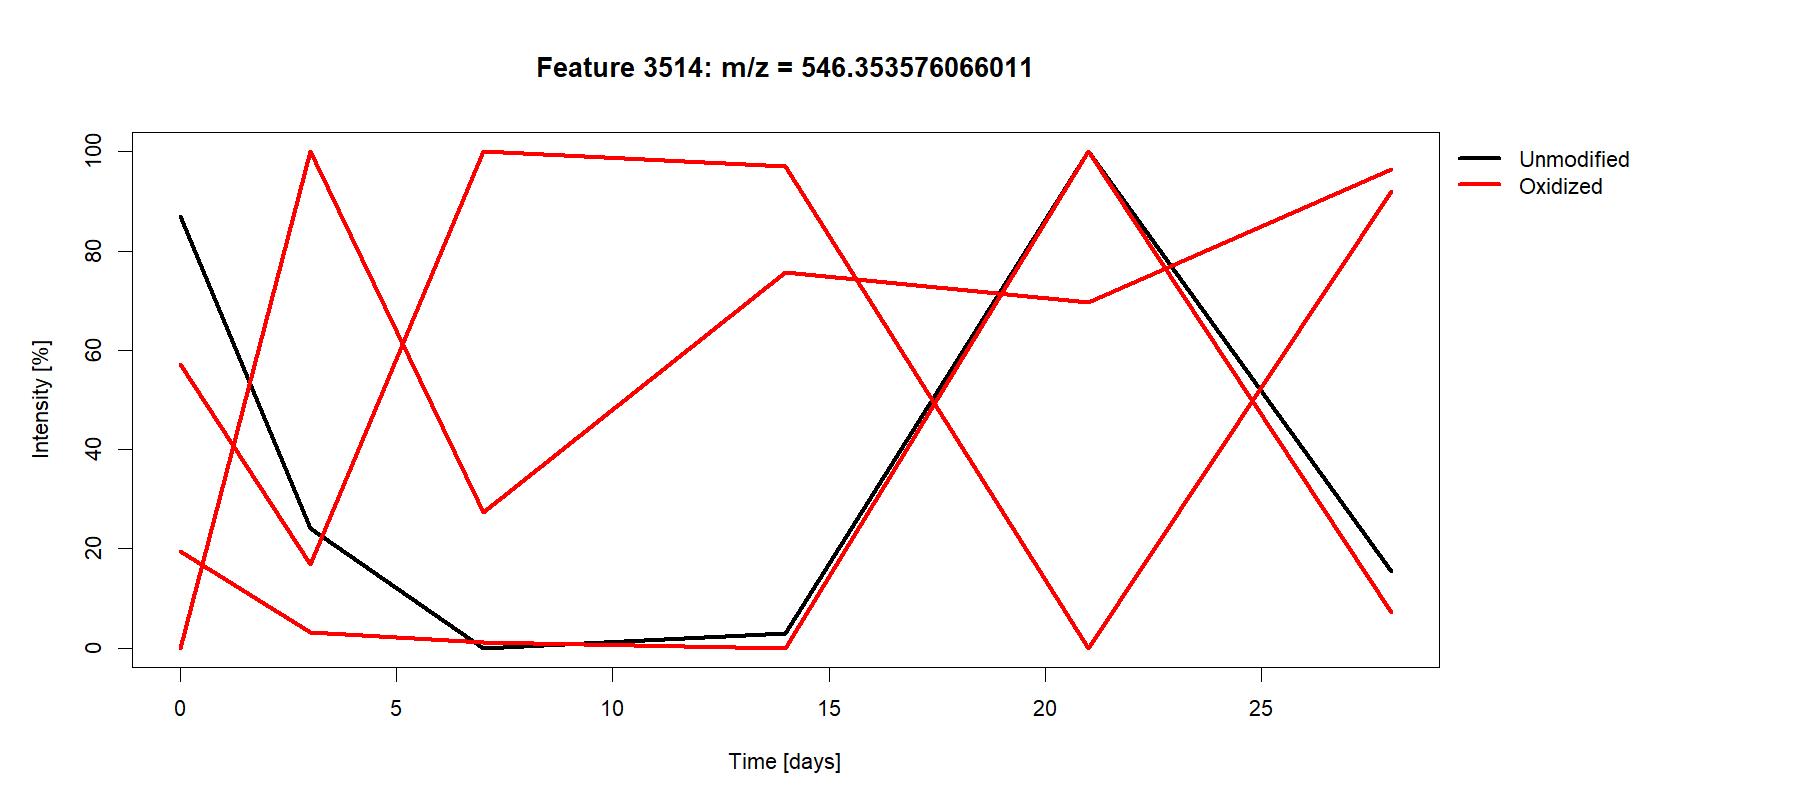 Feature 3514: m/z = 546.353576066011
Unmodified
Oxidized
100
80
60
40
20
0
Intensity [%]
0 5 10 15 20 25
Time [days]